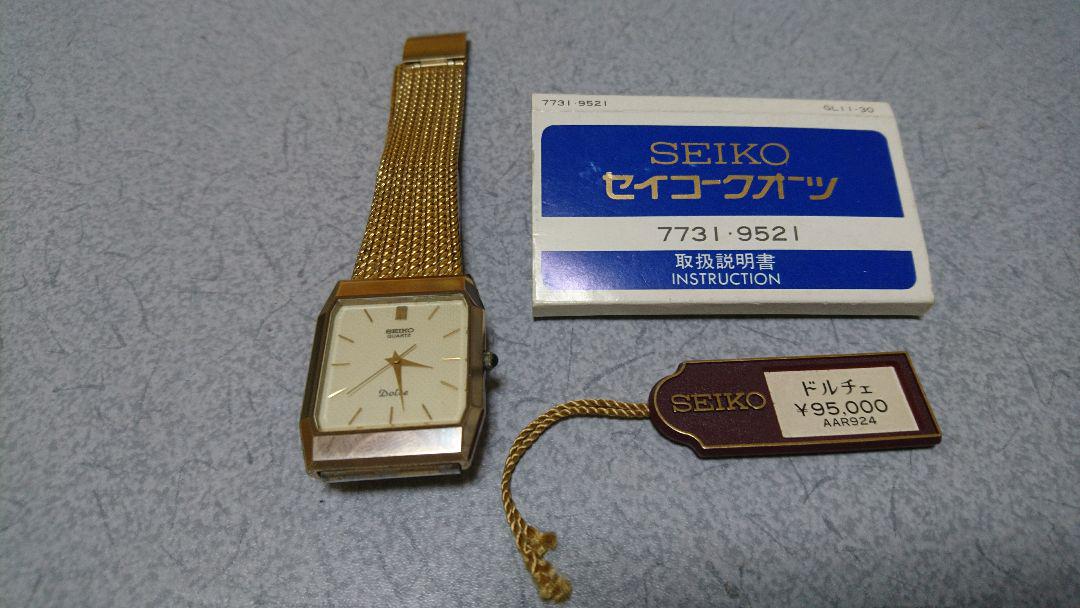 SEIKO
QUARTZ
Dolce
7731・9521
GL11-30
SEIKO
セイコークオーツ
7731・9521
取扱説明書
INSTRUCTION
SEIKO
ドルチェ
¥95,000
AAR924